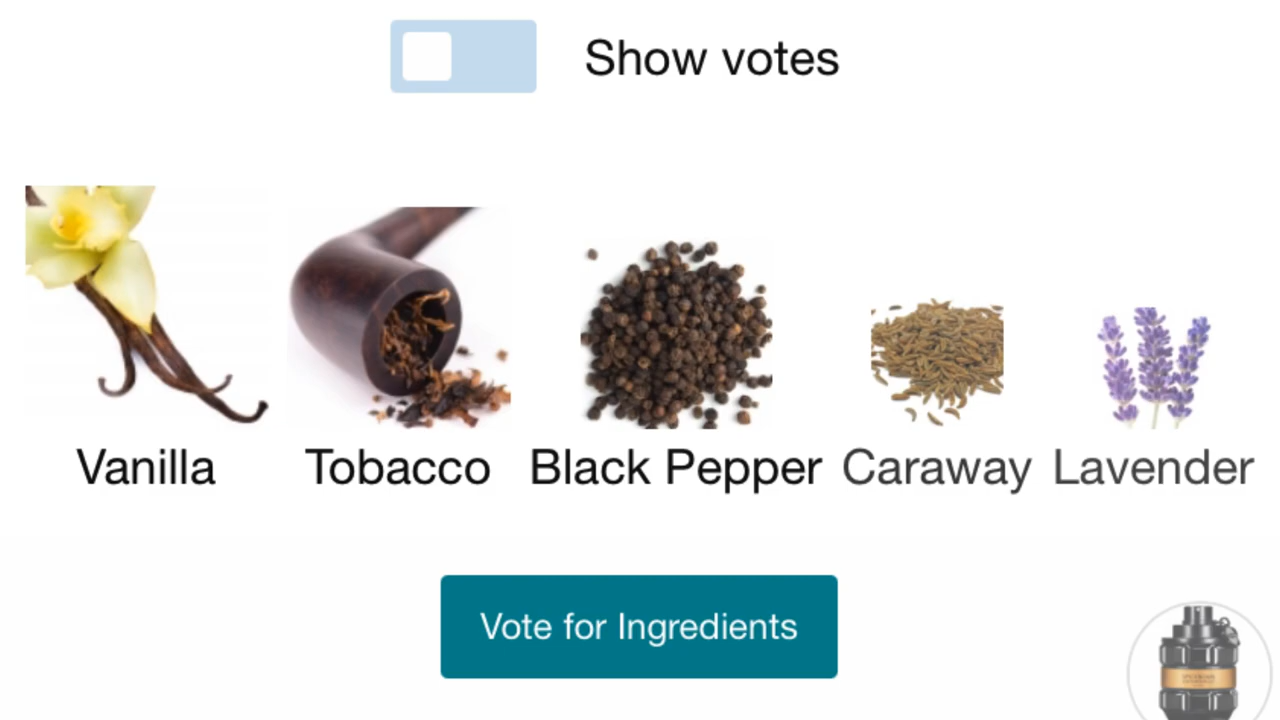 Show votes
Vanilla
Tobacco
Black Pepper
Caraway
Lavender
Vote for Ingredients